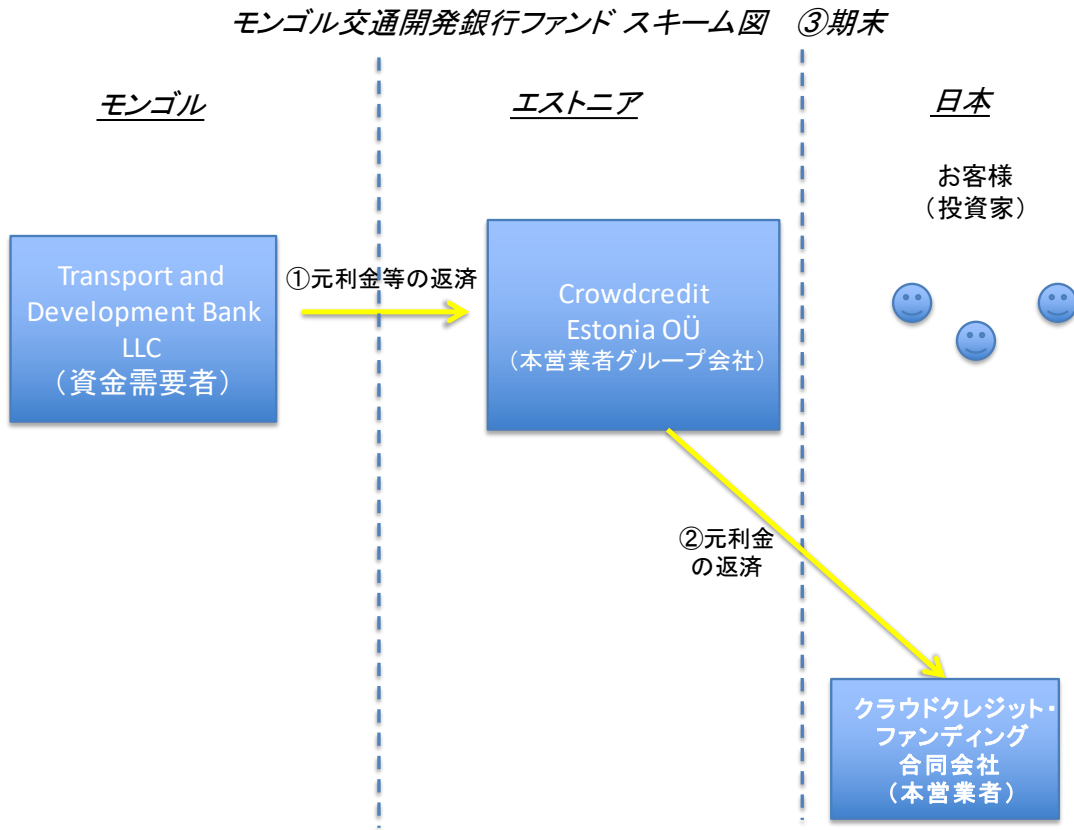 モンゴル交通開発銀行ファンド スキーム図　③期末
モンゴル
エストニア
日本
お客様
（投資家）
Transport and
Development Bank
LLC
（資金需要者）
①元利金等の返済
Crowdcredit
Estonia OÜ
（本営業者グループ会社）
②元利金
の返済
クラウドクレジット・
ファンディング
合同会社
（本営業者）